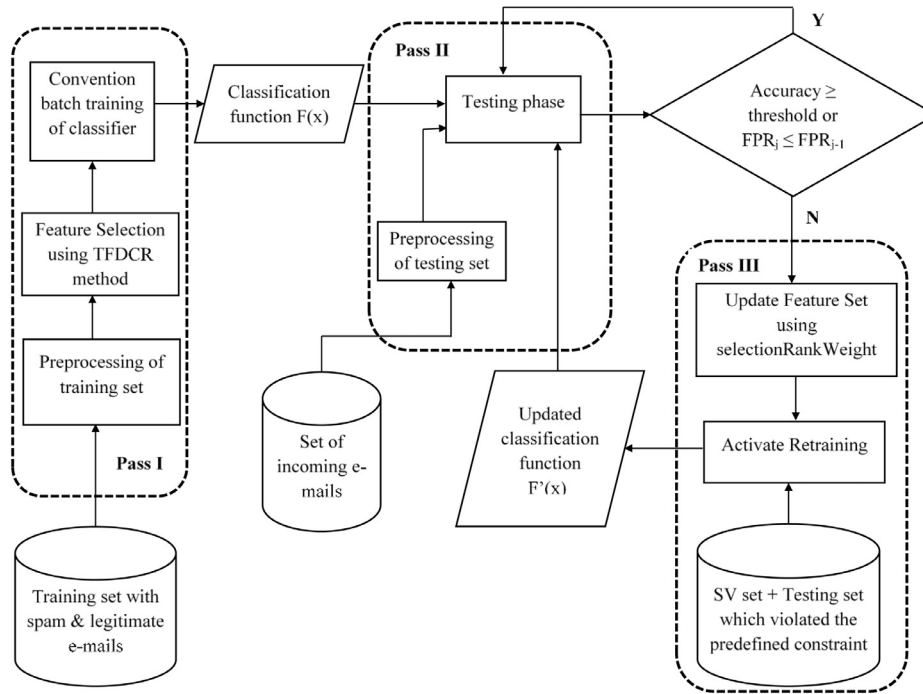 Convention
batch training
of classifier
Feature Selection
using TFDCR
method
Preprocessing of
training set
Pass I
Training set with
spam & legitimate
e-mails
Classification
function F(x)
Pass II
Testing phase
Preprocessing
of testing set
Set of
incoming e-
mails
Y
Accuracy ≥
threshold or
FPRj ≤ FPRj-1
N
Pass III
Update Feature Set
using
selectionRankWeight
Activate Retraining
SV set + Testing set
which violated the
predefined constraint
Updated
classification
function
F’(x)